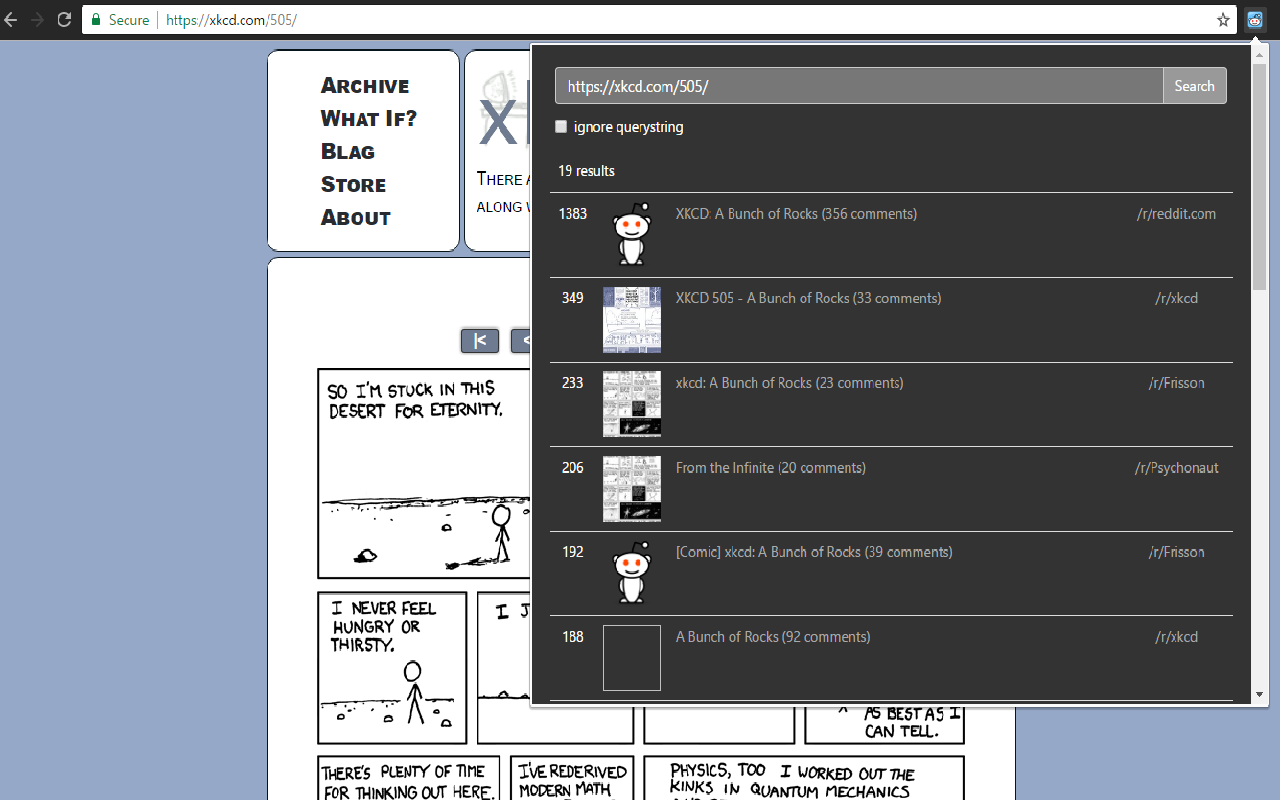 Secure https://xkcd.com/505/
ARCHIVE
WHAT IF?
BLAG
STORE
ABOUT
X
THERE
ALONG
|<
<
SO I'M STUCK IN THIS
DESERT FOR ETERNITY.
I NEVER FEEL
HUNGRY OR
THIRSTY.
I J
AS BEST AS I
CAN TELL.
THERE'S PLENTY OF TIME
FOR THINKING OUT HERE.
I'VE REDERIVED
MODERN MATH
PHYSICS, TOO I WORKED OUT THE
KINKS IN QUANTUM MECHANICS
https://xkcd.com/505/ Search
ignore querystring
19 results
1383 XKCD: A Bunch of Rocks (356 comments) /r/reddit.com
349 XKCD 505 - A Bunch of Rocks (33 comments) /r/xkcd
233 xkcd: A Bunch of Rocks (23 comments) /r/Frisson
206 From the Infinite (20 comments) /r/Psychonaut
192 [Comic] xkcd: A Bunch of Rocks (39 comments) /r/Frisson
188 A Bunch of Rocks (92 comments) /r/xkcd